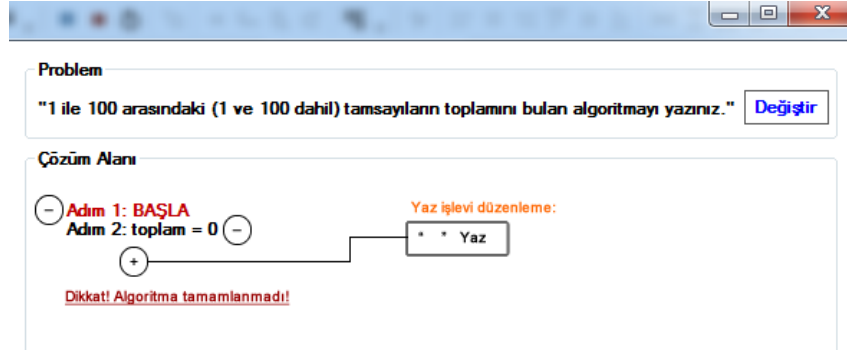 Problem
"1 ile 100 arasındaki (1 ve 100 dahil) tamsayıların toplamını bulan algoritmayı yazınız." Değiştir
Çözüm Alanı
Adım 1: BAŞLA
Yaz işlevi düzenleme:
Adım 2: toplam = 0
" " Yaz
Dikkat! Algoritma tamamlanmadı!